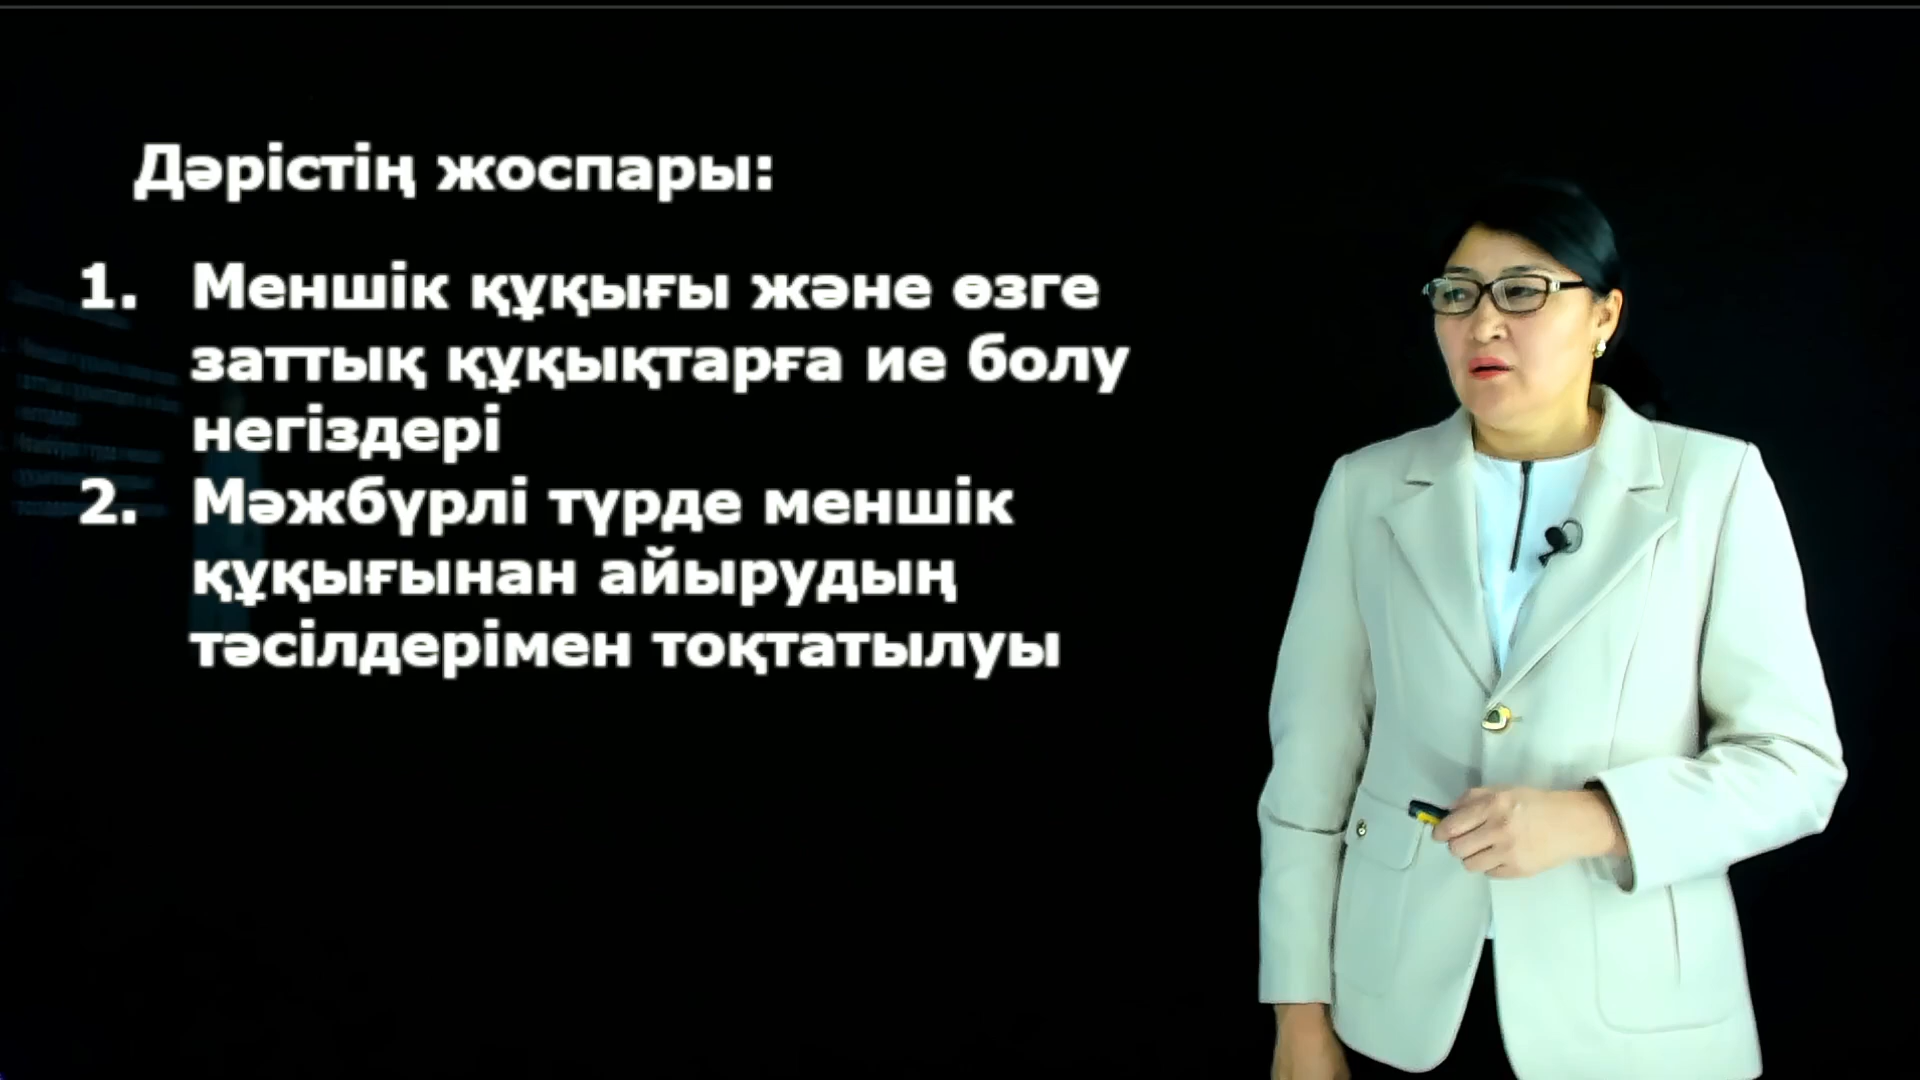 Дәрістің жоспары:
1. Меншік құқығы және өзге
заттық құқықтарға ие болу
негіздері
2. Мәжбүрлі түрде меншік
құқығынан айырудың
тәсілдерімен тоқтатылуы